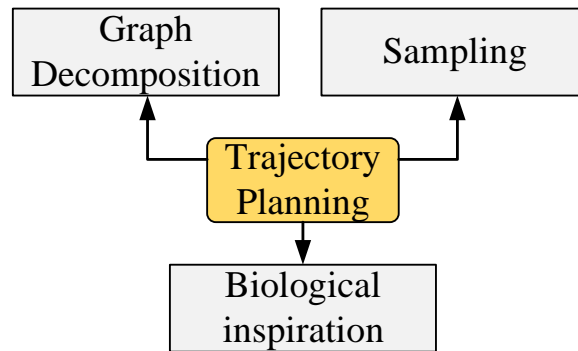 Graph
Decomposition
Sampling
Trajectory
Planning
Biological
inspiration